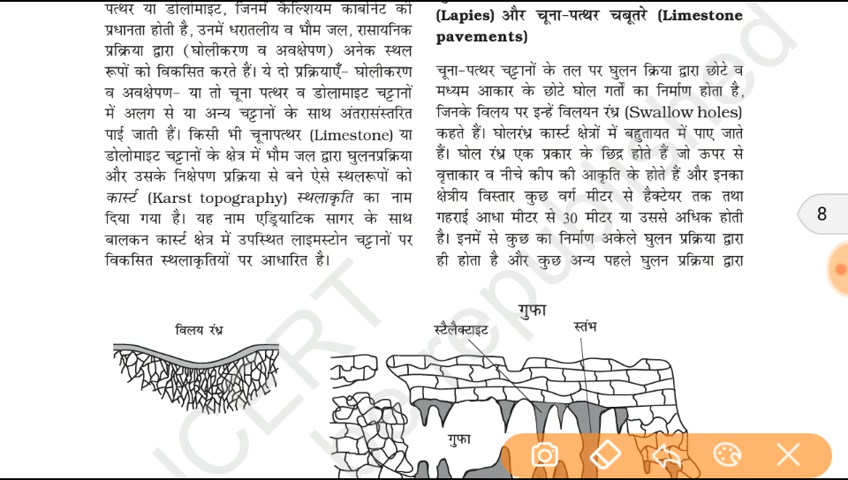 पत्थर या डोलोमाइट, जिनमें कैल्शियम कार्बोनेट की
प्रधानता होती है, उनमें धरातलीय व भौम जल, रासायनिक
प्रक्रिया द्वारा (घोलीकरण व अवक्षेपण) अनेक स्थल
रूपों को विकसित करते हैं। ये दो प्रक्रियाएँ- घोलीकरण
व अवक्षेपण- या तो चूना पत्थर व डोलामाइट चट्टानों
में अलग से या अन्य चट्टानों के साथ अंतरासंस्तरित
पाई जाती हैं। किसी भी चूनापत्थर (Limestone) या
डोलोमाइट चट्टानों के क्षेत्र में भौम जल द्वारा घुलनप्रक्रिया
और उसके निक्षेपण प्रक्रिया से बने ऐसे स्थलरूपों को
कार्स्ट (Karst topography) स्थलाकृति का नाम
दिया गया है। यह नाम एड्रियाटिक सागर के साथ
बालकन कार्स्ट क्षेत्र में उपस्थित लाइमस्टोन चट्टानों पर
विकसित स्थलाकृतियों पर आधारित है।
(Lapies) और चूना-पत्थर चबूतरे (Limestone
pavements)
चूना-पत्थर चट्टानों के तल पर घुलन क्रिया द्वारा छोटे व
मध्यम आकार के छोटे घोल गर्तों का निर्माण होता है,
जिनके विलय पर इन्हें विलयन रंध्र (Swallow holes)
कहते हैं। घोलरंध्र कार्स्ट क्षेत्रों में बहुतायत में पाए जाते
हैं। घोल रंध्र एक प्रकार के छिद्र होते हैं जो ऊपर से
वृत्ताकार व नीचे कीप की आकृति के होते हैं और इनका
क्षेत्रीय विस्तार कुछ वर्ग मीटर से हैक्टेयर तक तथा
गहराई आधा मीटर से 30 मीटर या उससे अधिक होती
है। इनमें से कुछ का निर्माण अकेले घुलन प्रक्रिया द्वारा
ही होता है और कुछ अन्य पहले घुलन प्रक्रिया द्वारा
8
विलय रंध्र
गुफा
स्टैलैक्टाइट
स्तंभ
गुफा
NCERT
republished